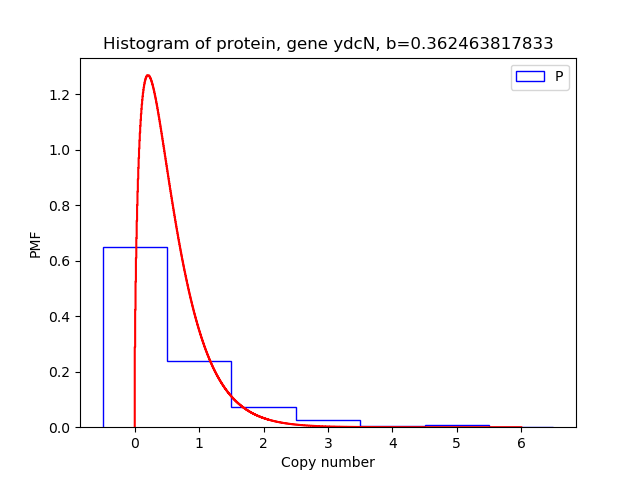 Histogram of protein, gene ydcN, b=0.362463817833
P
1.2
1.0
0.8
0.6
0.4
0.2
0.0
PMF
0 1 2 3 4 5 6
Copy number